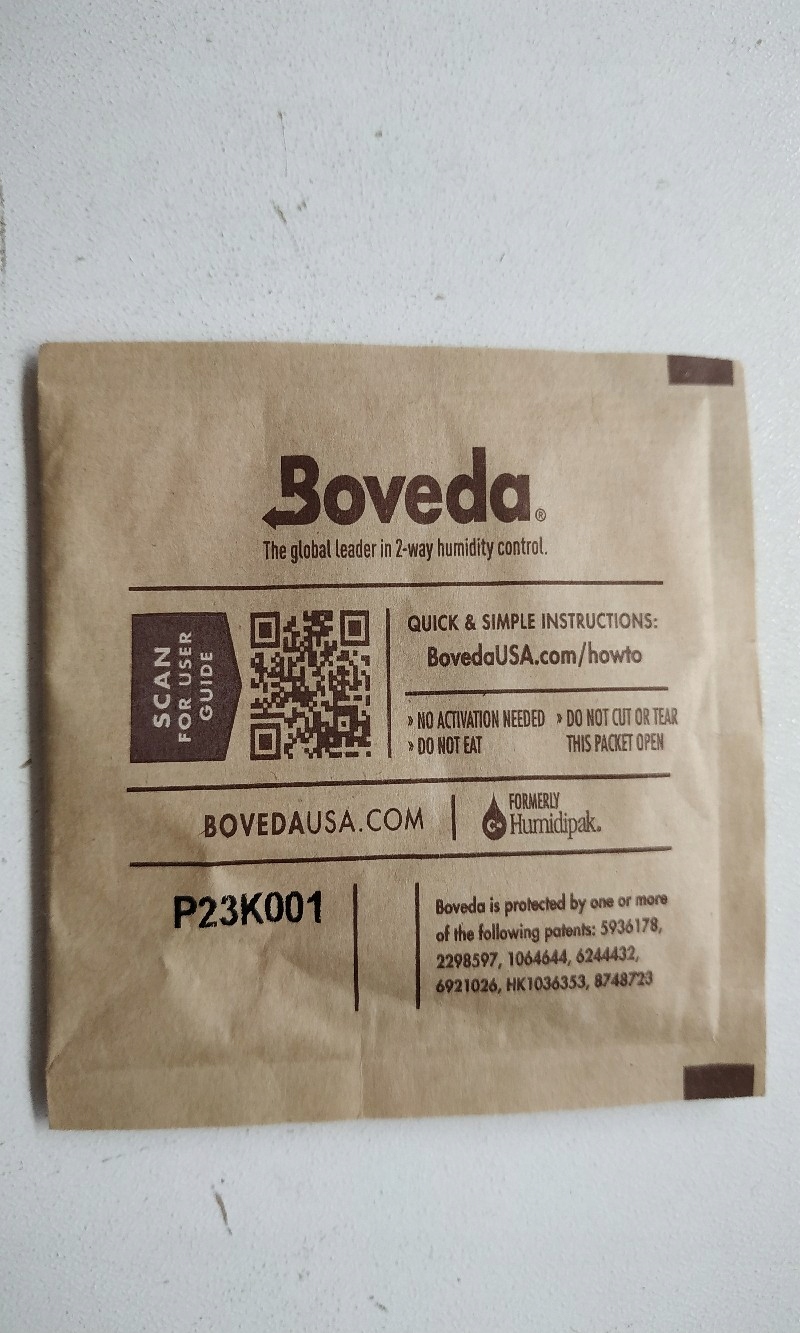 Boveda®
The global leader in 2-way humidity control.
SCAN
FOR USER
GUIDE
QUICK & SIMPLE INSTRUCTIONS:
BovedaUSA.com/howto
» NO ACTIVATION NEEDED » DO NOT CUT OR TEAR
» DO NOT EAT THIS PACKET OPEN
BOVEDAUSA.COM
FORMERLY
Humidipak.
P23K001
Boveda is protected by one or more
of the following patents: 5936178,
2298597, 1064644, 6244432,
6921026, HK1036353, 8748723